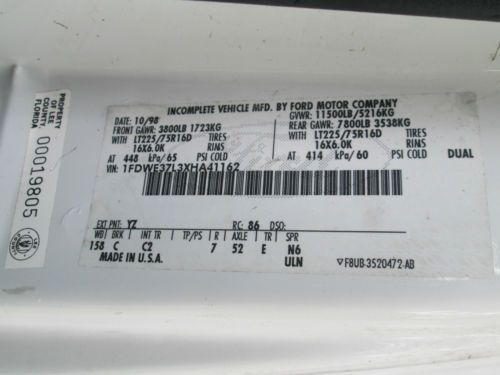 PROPERTY
OF LEE
COUNTY
FLORIDA
00019805
INCOMPLETE VEHICLE MFD. BY FORD MOTOR COMPANY
DATE: 10/98
GVWR: 11500LB/5216KG
FRONT GAWR: 3800LB 1723KG
REAR GAWR: 7800LB 3538KG
WITH LT225/75R16D TIRES
WITH LT225/75R16D TIRES
16X6.0K RINS
16X6.0K RINS
AT 448 kPa/65 PSI COLD
AT 414 kPa/60 PSI COLD DUAL
VIN: 1FDWE37L3XHA41162
EXT PNT: YZ RC: 86 DSO:
WB BRK INT TR TP/PS R AXLE TR SPR
158 C C2 7 52 E N6
MADE IN U.S.A. ULN
F8UB-3520472-AB